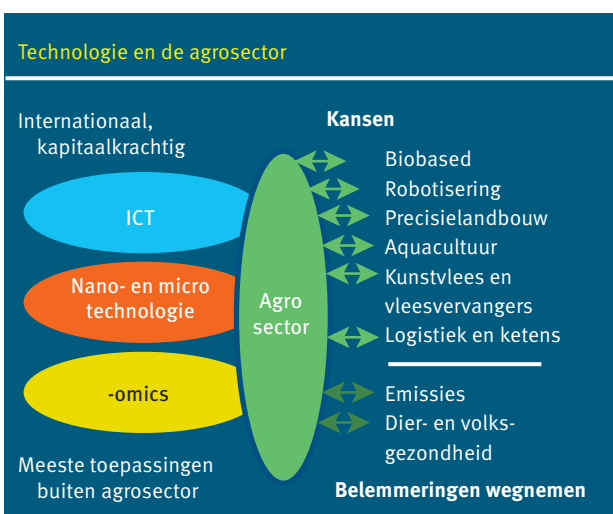 Technologie en de agrosector
Internationaal,
kapitaalkrachtig
ICT
Nano- en micro
technologie
-omics
Meeste toepassingen
buiten agrosector
Agro
sector
Kansen
Biobased
Robotisering
Precisielandbouw
Aquacultuur
Kunstvlees en
vleesvervangers
Logistiek en ketens
Emissies
Dier- en volks-
gezondheid
Belemmeringen wegnemen